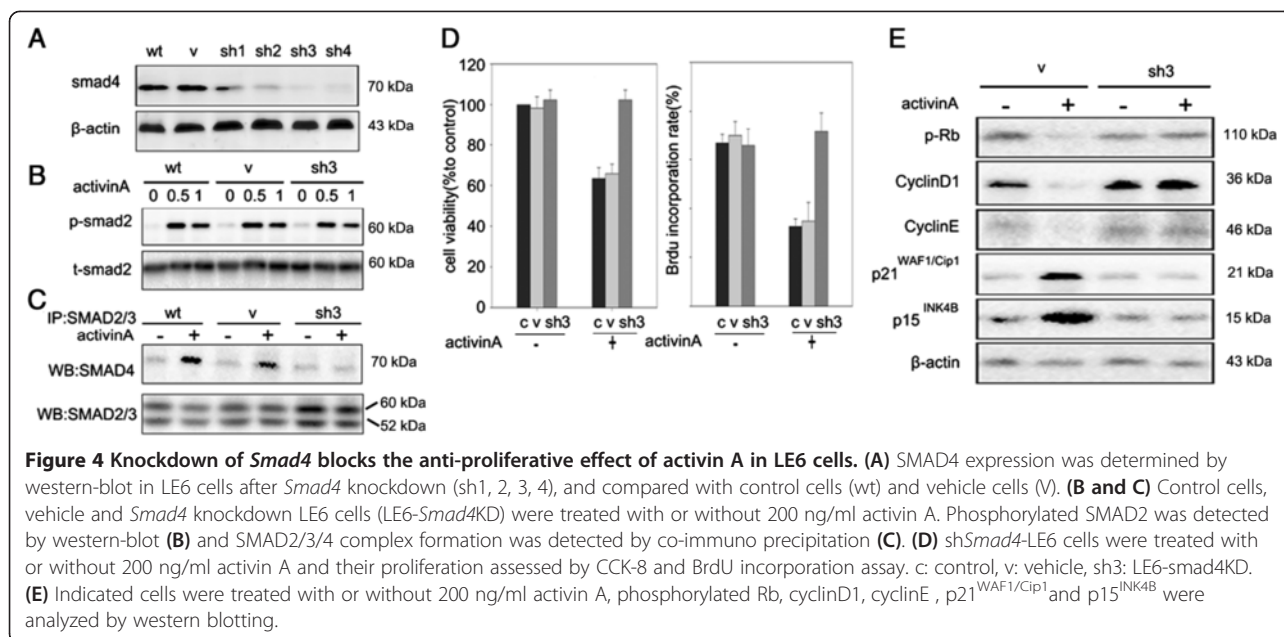 A
wt v sh1 sh2 sh3 sh4
smad4 70 kDa
β-actin 43 kDa
B
wt v sh3
activinA 0 0.5 1 0 0.5 1 0 0.5 1
p-smad2 60 kDa
t-smad2 60 kDa
C
IP:SMAD2/3 wt v sh3
activinA - + - + - +
WB:SMAD4 70 kDa
WB:SMAD2/3 60 kDa
52 kDa
D
cell viability(%to control)
120
100
80
60
40
20
0
c v sh3 c v sh3
activinA - +
Brdu incorporation rate(%)
c v sh3 c v sh3
activinA - +
E
v sh3
activinA - + - +
p-Rb 110 kDa
CyclinD1 36 kDa
CyclinE 46 kDa
p21WAF1/Cip1 21 kDa
p15INK4B 15 kDa
β-actin 43 kDa
Figure 4 Knockdown of Smad4 blocks the anti-proliferative effect of activin A in LE6 cells. (A) SMAD4 expression was determined by
western-blot in LE6 cells after Smad4 knockdown (sh1, 2, 3, 4), and compared with control cells (wt) and vehicle cells (V). (B and C) Control cells,
vehicle and Smad4 knockdown LE6 cells (LE6-Smad4KD) were treated with or without 200 ng/ml activin A. Phosphorylated SMAD2 was detected
by western-blot (B) and SMAD2/3/4 complex formation was detected by co-immuno precipitation (C). (D) shSmad4-LE6 cells were treated with
or without 200 ng/ml activin A and their proliferation assessed by CCK-8 and BrdU incorporation assay. c: control, v: vehicle, sh3: LE6-smad4KD.
(E) Indicated cells were treated with or without 200 ng/ml activin A, phosphorylated Rb, cyclinD1, cyclinE , p21WAF1/Cip1and p15INK4B were
analyzed by western blotting.